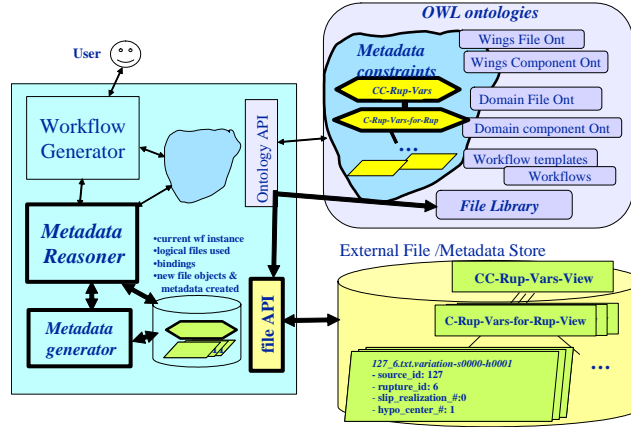 User
Workflow
Generator
Metadata
Reasoner
Metadata
generator
•current wf instance
•logical files used
•bindings
•new file objects &
metadata created
Ontology API
file API
OWL ontologies
Metadata
constraints
CC-Rup-Vars
C-Rup-Vars-for-Rup
...
Wings File Ont
Wings Component Ont
Domain File Ont
Domain component Ont
Workflow templates
Workflows
File Library
External File /Metadata Store
CC-Rup-Vars-View
C-Rup-Vars-for-Rup-View
...
127_6.txt.variation-s0000-h0001
- source_id: 127
- rupture_id: 6
- slip_realization_#:0
- hypo_center_#: 1